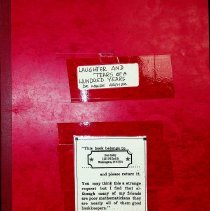 LAUGHTER AND
TEARS OF A
HUNDRED YEARS
"This book belongs to
and please return it.
You may think this a strange
request but I find that al-
though many of my friends
are poor mathematicians they
are nearly all of them good
bookkeepers."